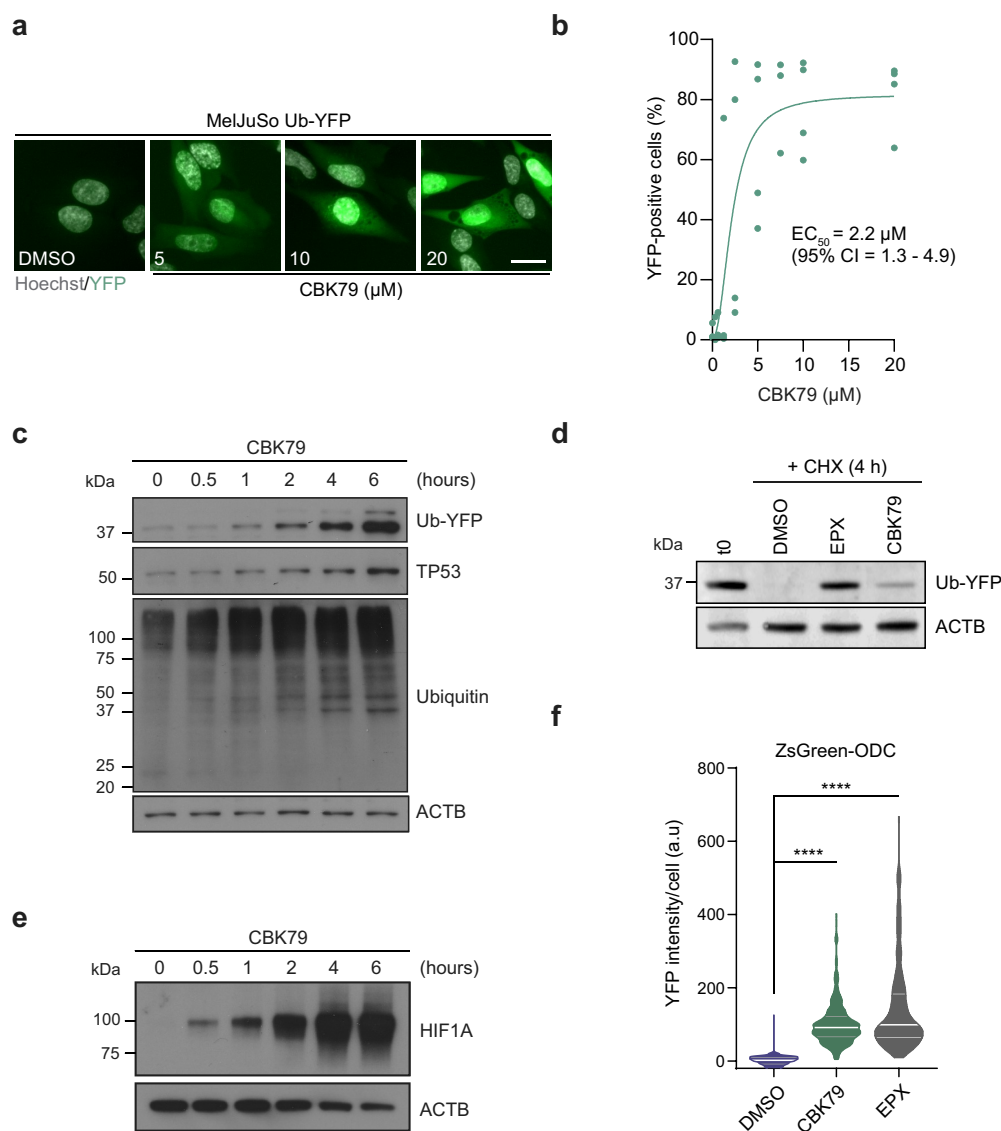 a
MelJuSo Ub-YFP
DMSO 5 10 20
Hoechst/YFP
CBK79 (µM)
b
YFP-positive cells (%)
100
80
60
40
20
0
EC50 = 2.2 µM
(95% CI = 1.3 - 4.9)
0 5 10 15 20
CBK79 (µM)
c
CBK79
kDa 0 0.5 1 2 4 6 (hours)
37 Ub-YFP
50 TP53
100
75
50
37
25
20
Ubiquitin
ACTB
d
+ CHX (4 h)
kDa t0 DMSO EPX CBK79
37 Ub-YFP
ACTB
e
CBK79
kDa 0 0.5 1 2 4 6 (hours)
100
75
HIF1A
ACTB
f
ZsGreen-ODC
YFP intensity/cell (a.u)
800
600
400
200
0
****
****
DMSO CBK79 EPX